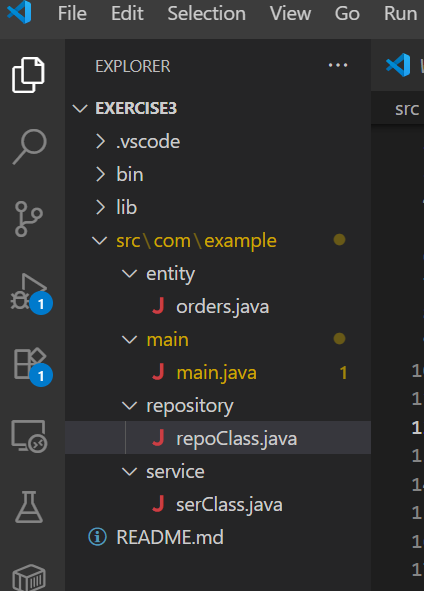 File Edit Selection View Go Run
EXPLORER ...
src
EXERCISE3
.vscode
bin
lib
src\com\example
entity
J orders.java
1
main
J main.java 1
1
repository
J repoClass.java
service
J serClass.java
README.md